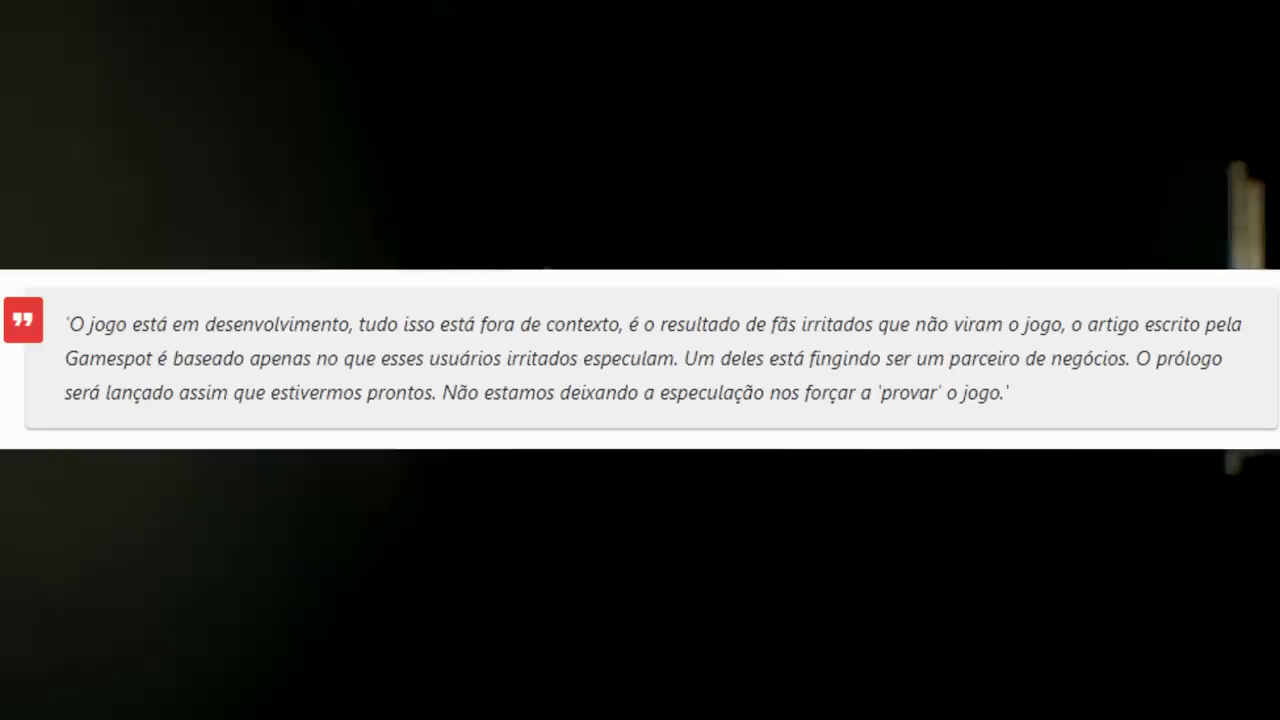 'O jogo está em desenvolvimento, tudo isso está fora de contexto, é o resultado de fãs irritados que não viram o jogo, o artigo escrito pela
Gamespot é baseado apenas no que esses usuários irritados especulam. Um deles está fingindo ser um parceiro de negócios. O prólogo
será lançado assim que estivermos prontos. Não estamos deixando a especulação nos forçar a 'provar' o jogo.'